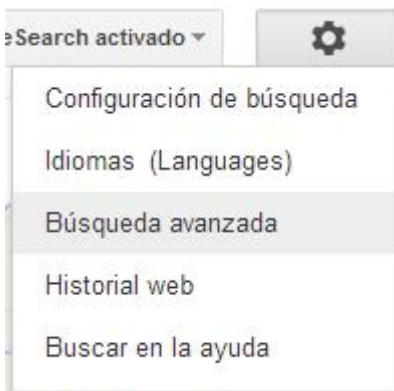 eSearch activado
Configuración de búsqueda
Idiomas (Languages)
Búsqueda avanzada
Historial web
Buscar en la ayuda